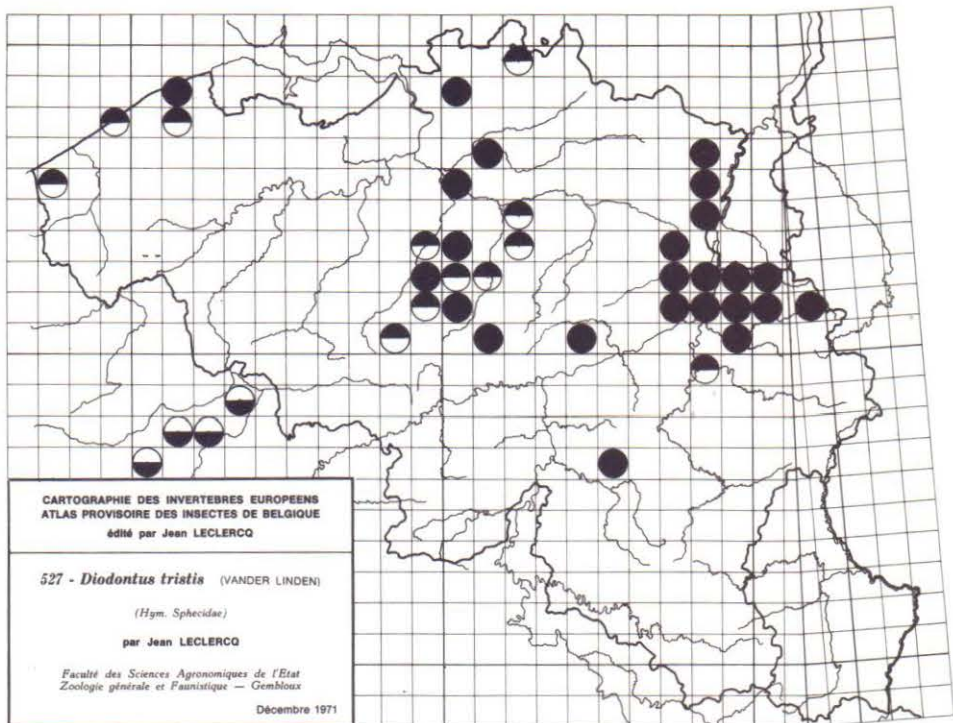 CARTOGRAPHIE DES INVERTEBRES EUROPEENS
ATLAS PROVISOIRE DES INSECTES DE BELGIQUE
édité par Jean LECLERCQ
527 - Diodontus tristis (VANDER LINDEN)
(Hym. Sphecidae)
par Jean LECLERCQ
Faculté des Sciences Agronomiques de l'Etat
Zoologie générale et Faunistique — Gembloux
Décembre 1971